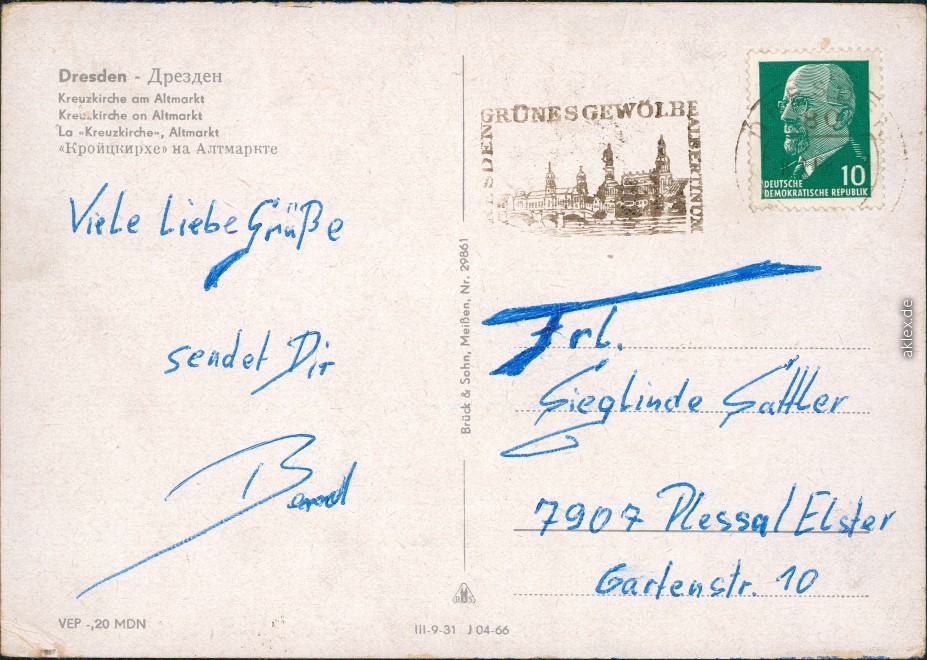 Dresden - Дрезден
Kreuzkirche am Altmarkt
Kreuzkirche on Altmarkt
La «Kreuzkirche», Altmarkt
«Кройцкирхе» на Алтмаркте
Viele liebe Grüße
sendet Dir
Bernd
VEP -,20 MDN
Brück & Sohn, Meißen, Nr. 29861
III-9-31 J 04-66
DRESDEN
GRÜNES GEWÖLBE
ALBERTINUM
10
DEUTSCHE
DEMOKRATISCHE REPUBLIK
Frl.
Sieglinde Sattler
7907 Plessa/Elster
Gartenstr. 10
aklex.de